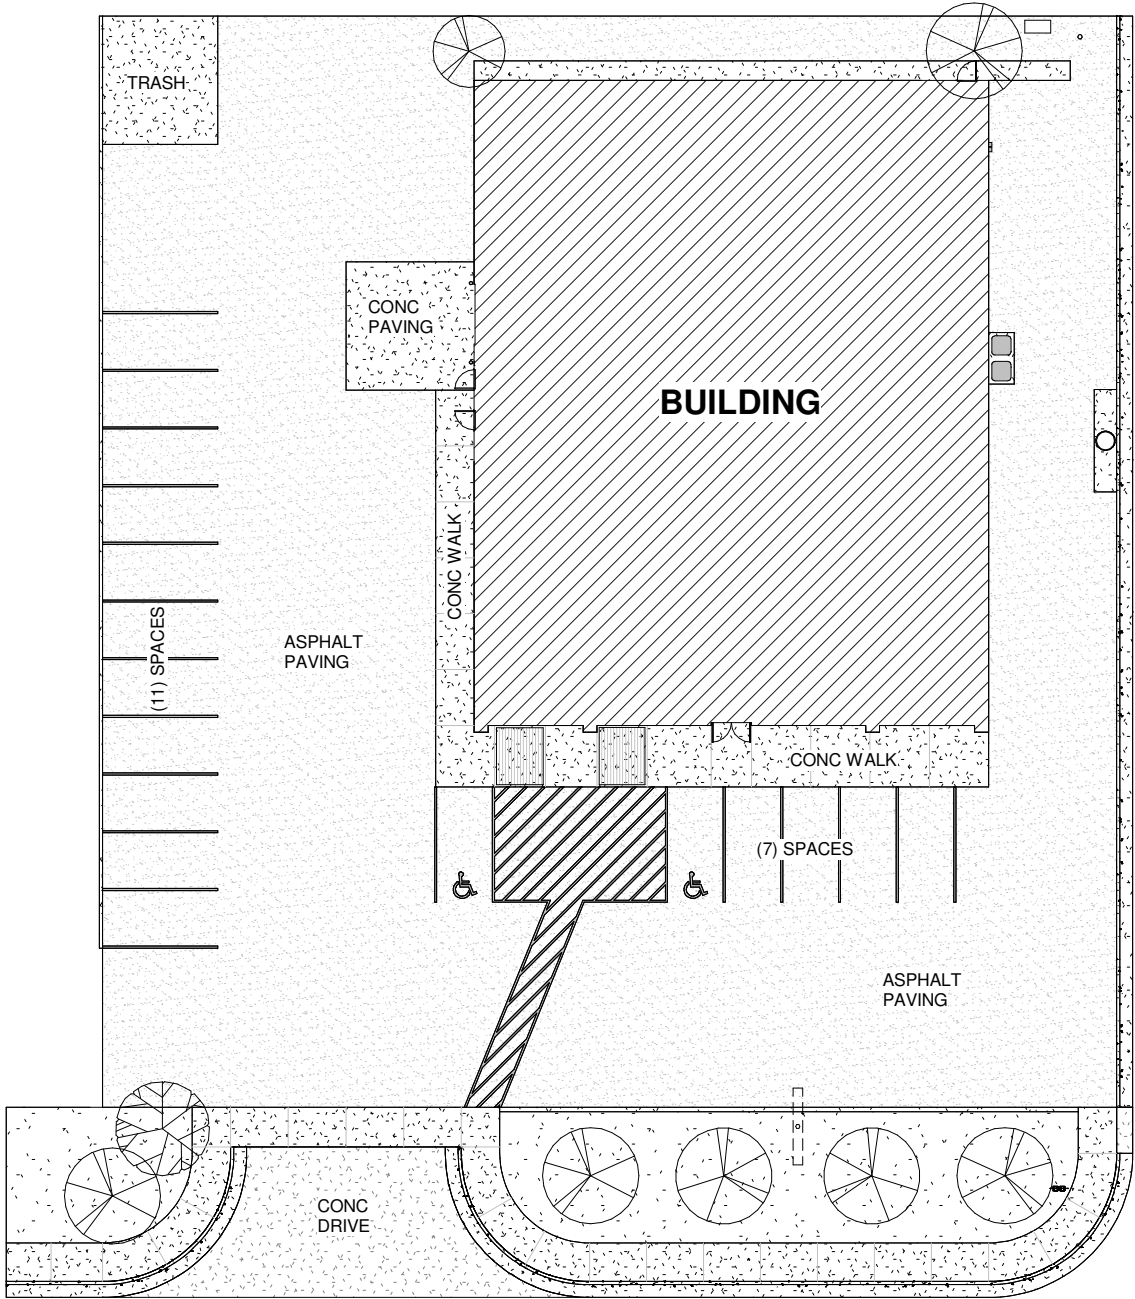 TRASH
CONC
PAVING
BUILDING
CONC WALK
(11) SPACES
ASPHALT
PAVING
CONC WALK
(7) SPACES
ASPHALT
PAVING
CONC
DRIVE